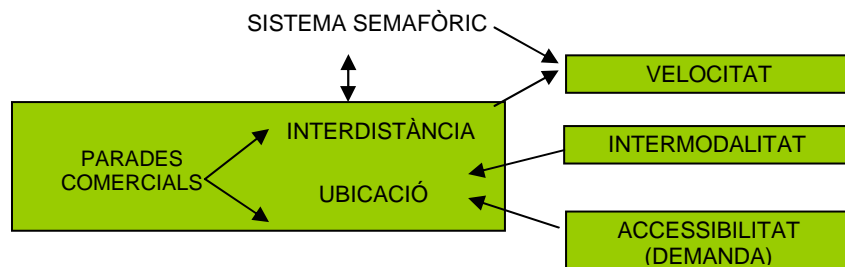 SISTEMA SEMAFÒRIC
VELOCITAT
INTERDISTÀNCIA
PARADES
COMERCIALS
UBICACIÓ
INTERMODALITAT
ACCESSIBILITAT
(DEMANDA)